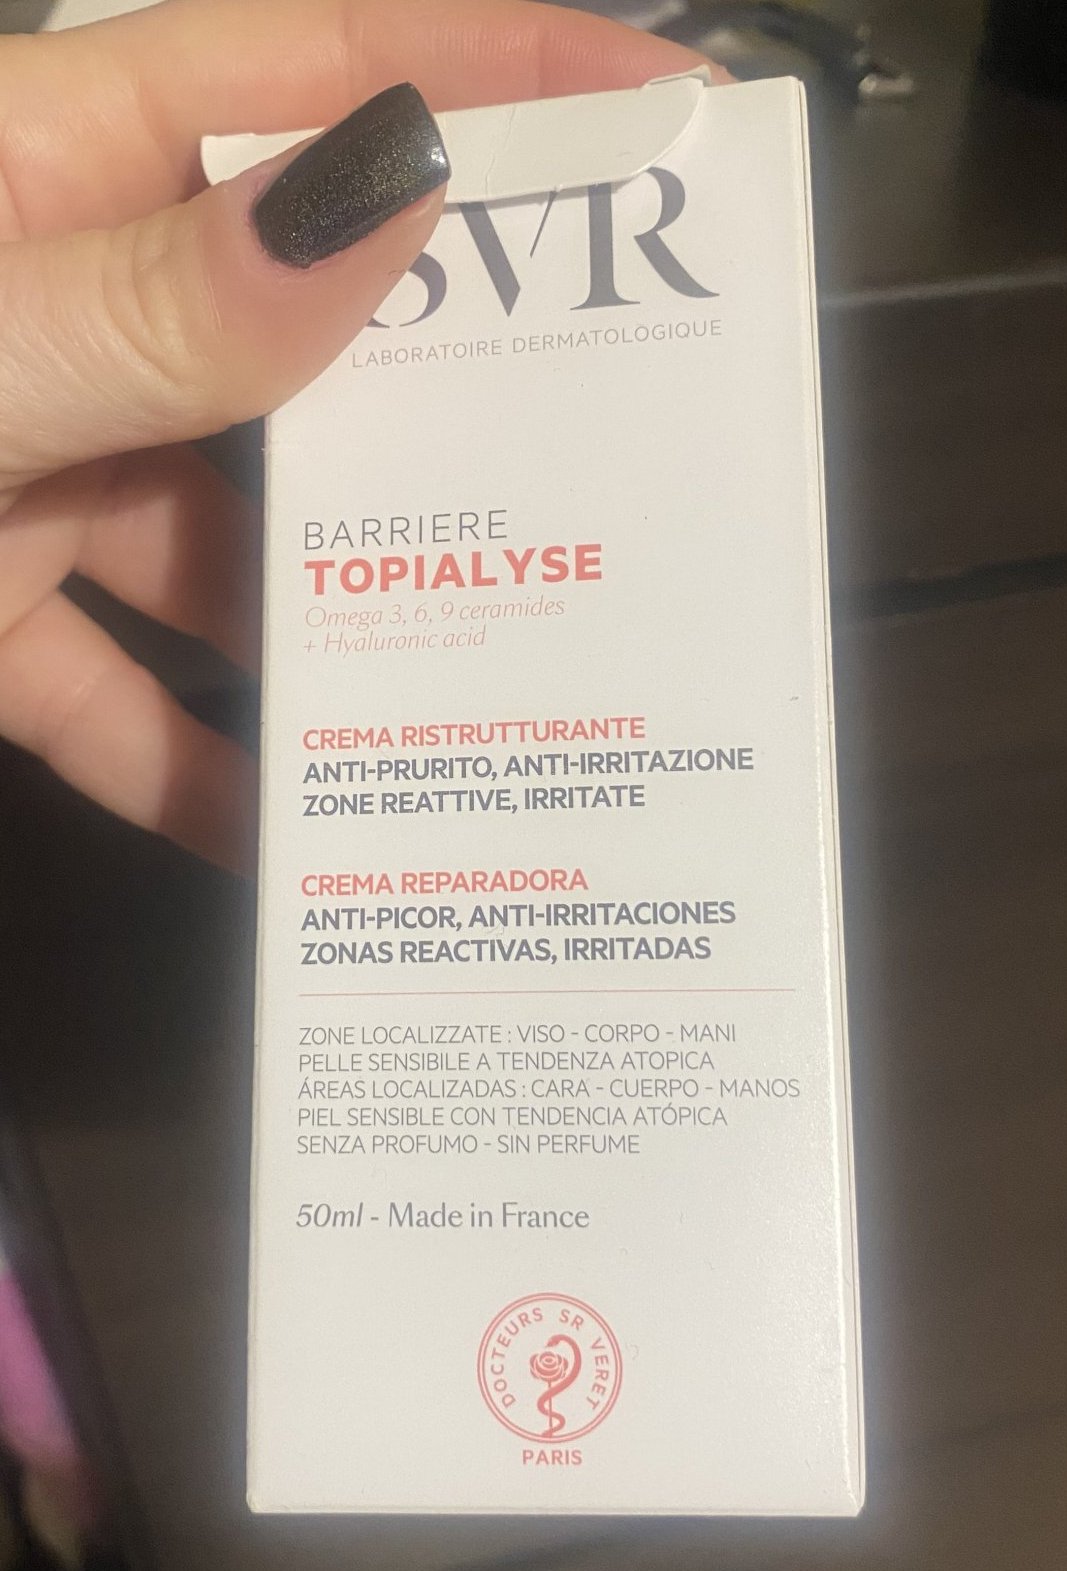 SVR
LABORATOIRE DERMATOLOGIQUE
BARRIERE
TOPIALYSE
Omega 3, 6, 9 ceramides
+ Hyaluronic acid
CREMA RISTRUTTURANTE
ANTI-PRURITO, ANTI-IRRITAZIONE
ZONE REATTIVE, IRRITATE
CREMA REPARADORA
ANTI-PICOR, ANTI-IRRITACIONES
ZONAS REACTIVAS, IRRITADAS
ZONE LOCALIZZATE : VISO - CORPO - MANI
PELLE SENSIBILE A TENDENZA ATOPICA
ÁREAS LOCALIZADAS : CARA - CUERPO - MANOS
PIEL SENSIBLE CON TENDENCIA ATÓPICA
SENZA PROFUMO - SIN PERFUME
50ml - Made in France
DOCTEURS SR VERET
PARIS